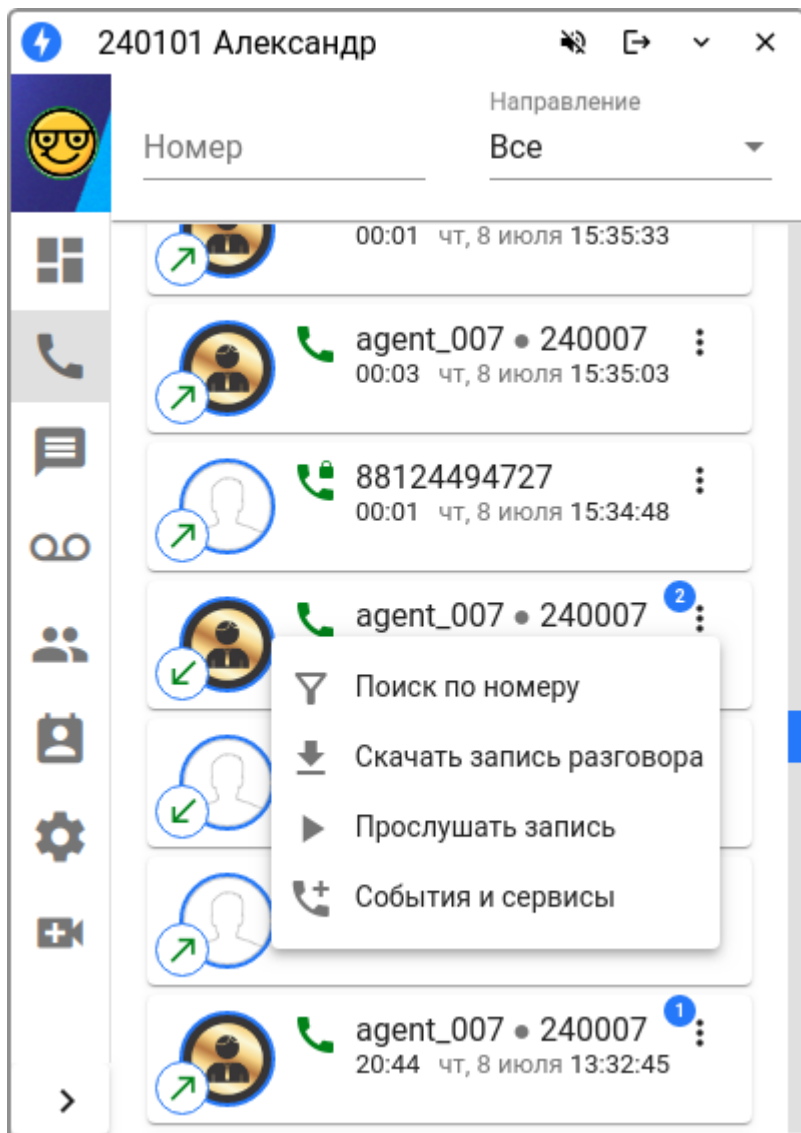 240101 Александр
Направление
Номер
Все
00:01 чт, 8 июля 15:35:33
agent_007 ● 240007
00:03 чт, 8 июля 15:35:03
88124494727
00:01 чт, 8 июля 15:34:48
2
agent_007 ● 240007
Поиск по номеру
Скачать запись разговора
Прослушать запись
События и сервисы
1
agent_007 ● 240007
20:44 чт, 8 июля 13:32:45